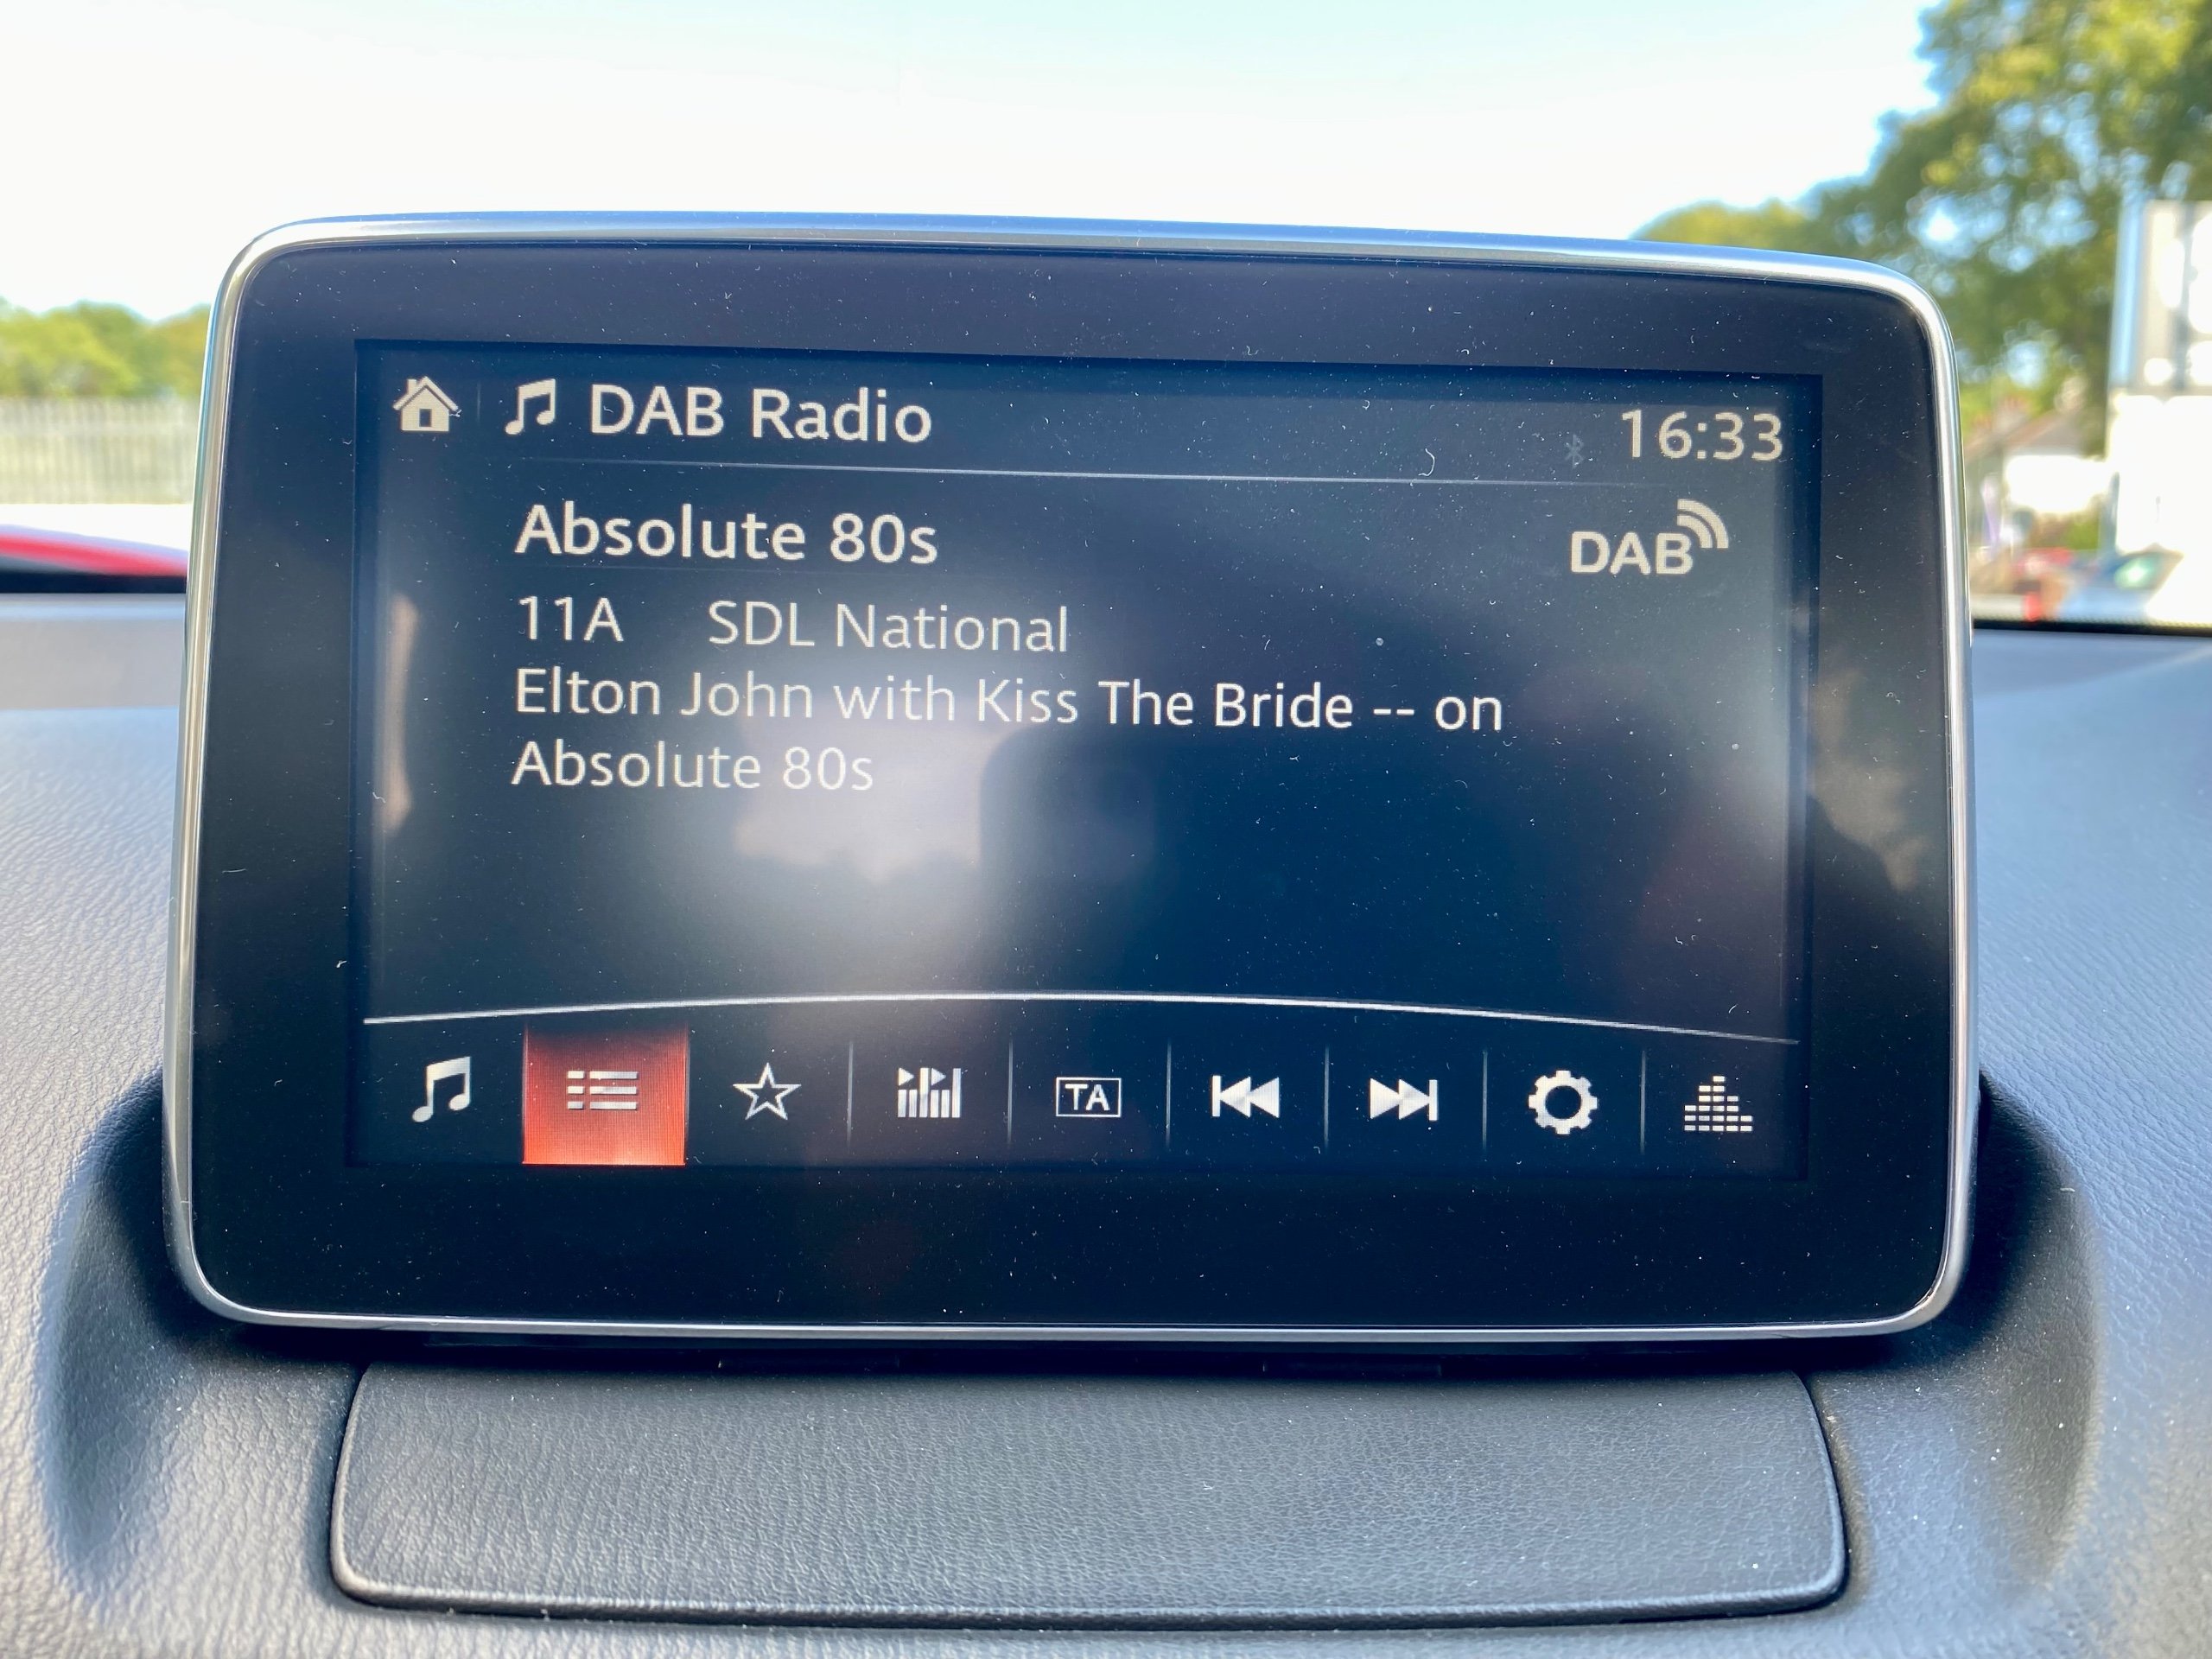 DAB Radio
16:33
Absolute 80s
DAB
11A SDL National
Elton John with Kiss The Bride -- on
Absolute 80s
TA